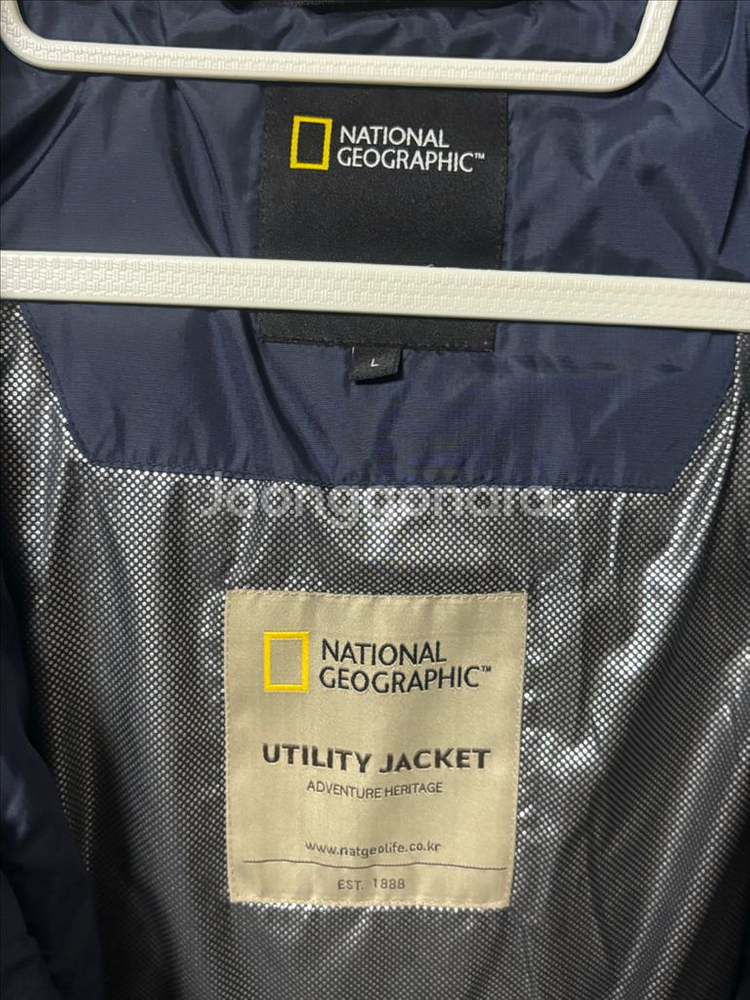 NATIONAL
GEOGRAPHIC™
L
Joonggonara
NATIONAL
GEOGRAPHIC™
UTILITY JACKET
ADVENTURE HERITAGE
www.natgeolife.co.kr
EST. 1888